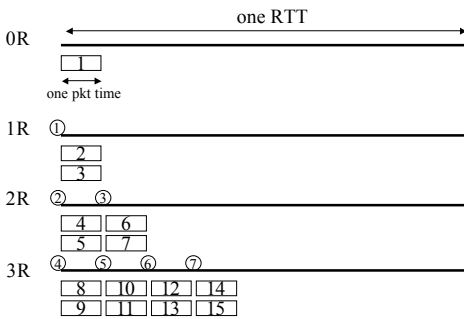 one RTT
0R
1
one pkt time
1R ①
2
3
2R ② ③
4 6
5 7
3R ④ ⑤ ⑥ ⑦
8 10 12 14
9 11 13 15